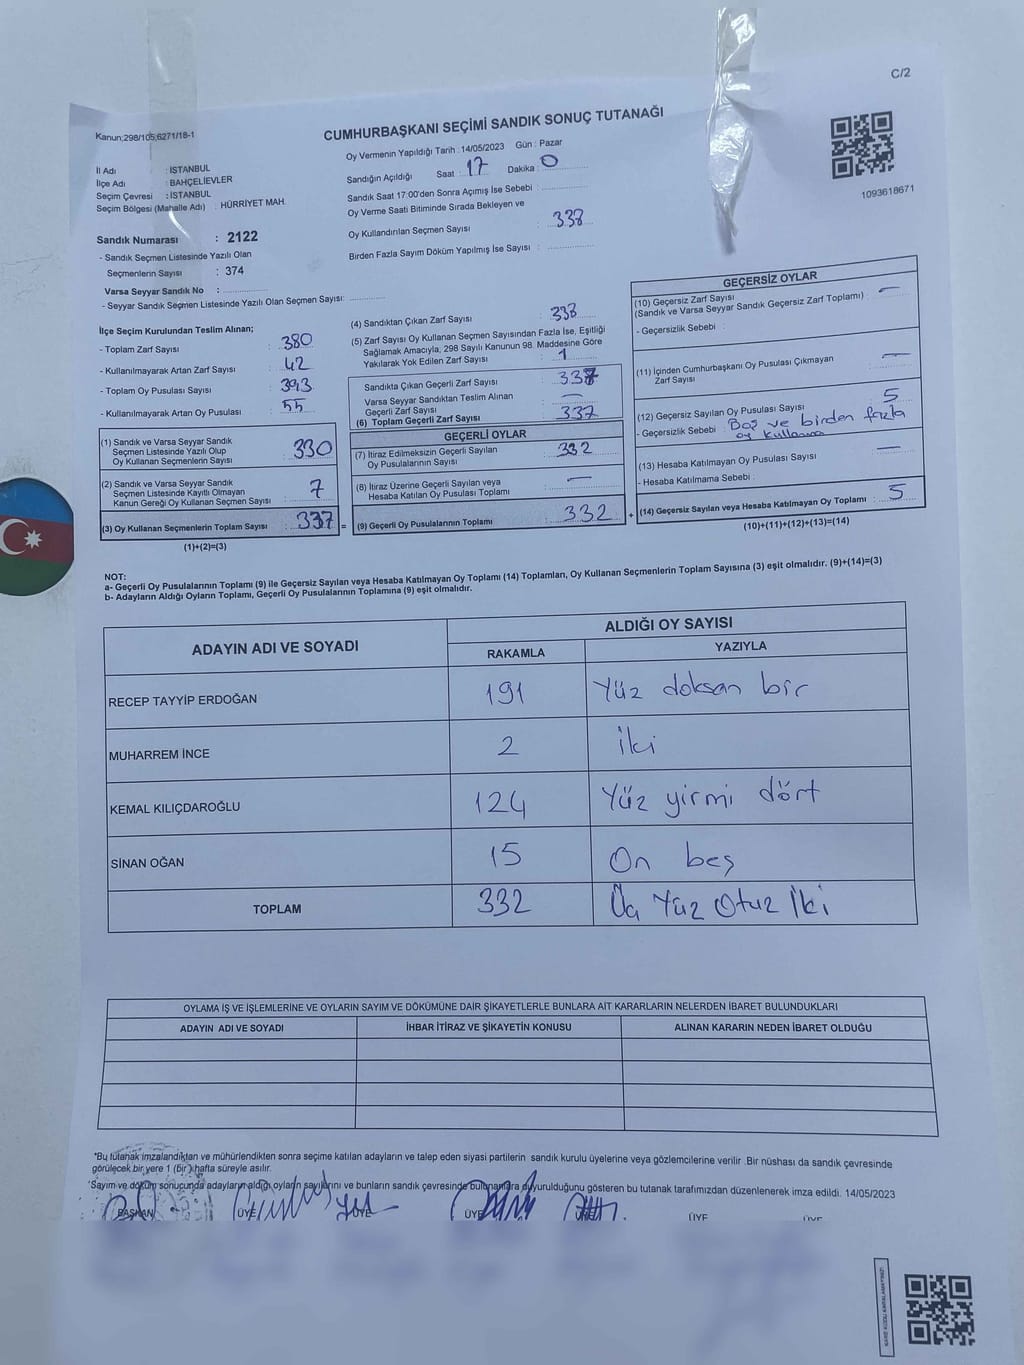 C/2
Kanun;298/105;6271/18-1
CUMHURBAŞKANI SEÇİMİ SANDIK SONUÇ TUTANAĞI
1093618671
İl Adı : İSTANBUL
İlçe Adı : BAHÇELİEVLER
Seçim Çevresi : İSTANBUL
Seçim Bölgesi (Mahalle Adı) : HÜRRİYET MAH.
Sandık Numarası : 2122
- Sandık Seçmen Listesinde Yazılı Olan
Seçmenlerin Sayısı : 374
Varsa Seyyar Sandık No :
- Seyyar Sandık Seçmen Listesinde Yazılı Olan Seçmen Sayısı:
Oy Vermenin Yapıldığı Tarih : 14/05/2023 Gün : Pazar
Sandığın Açıldığı Saat : 17 Dakika : 0
Sandık Saat 17:00'den Sonra Açımış İse Sebebi :
Oy Verme Saati Bitiminde Sırada Bekleyen ve
Oy Kullandırılan Seçmen Sayısı : 338
Birden Fazla Sayım Döküm Yapılmış İse Sayısı :
İlçe Seçim Kurulundan Teslim Alınan;
- Toplam Zarf Sayısı : 380
- Kullanılmayarak Artan Zarf Sayısı : 42
- Toplam Oy Pusulası Sayısı : 393
- Kullanılmayarak Artan Oy Pusulası : 55
(1) Sandık ve Varsa Seyyar Sandık
Seçmen Listesinde Yazılı Olup
Oy Kullanan Seçmenlerin Sayısı : 330
(2) Sandık ve Varsa Seyyar Sandık
Seçmen Listesinde Kayıtlı Olmayan
Kanun Gereği Oy Kullanan Seçmen Sayısı : 7
(3) Oy Kullanan Seçmenlerin Toplam Sayısı : 337 =
(1)+(2)=(3)
(4) Sandıktan Çıkan Zarf Sayısı : 338
(5) Zarf Sayısı Oy Kullanan Seçmen Sayısından Fazla İse, Eşitliği
Sağlamak Amacıyla, 298 Sayılı Kanunun 98. Maddesine Göre
Yakılarak Yok Edilen Zarf Sayısı : 1
Sandıkta Çıkan Geçerli Zarf Sayısı : 337
Varsa Seyyar Sandıktan Teslim Alınan
Geçerli Zarf Sayısı : —
(6) Toplam Geçerli Zarf Sayısı : 337
GEÇERLİ OYLAR
(7) İtiraz Edilmeksizin Geçerli Sayılan
Oy Pusulalarının Sayısı : 332
(8) İtiraz Üzerine Geçerli Sayılan veya
Hesaba Katılan Oy Pusulası Toplamı : —
(9) Geçerli Oy Pusulalarının Toplamı : 332 +
GEÇERSİZ OYLAR
(10) Geçersiz Zarf Sayısı : —
(Sandık ve Varsa Seyyar Sandık Geçersiz Zarf Toplamı)
- Geçersizlik Sebebi :
(11) İçinden Cumhurbaşkanı Oy Pusulası Çıkmayan
Zarf Sayısı : —
(12) Geçersiz Sayılan Oy Pusulası Sayısı : 5
- Geçersizlik Sebebi : Boş ve birden fazla
oy kullanma
(13) Hesaba Katılmayan Oy Pusulası Sayısı : —
- Hesaba Katılmama Sebebi :
(14) Geçersiz Sayılan veya Hesaba Katılmayan Oy Toplamı : 5
(10)+(11)+(12)+(13)=(14)
NOT:
a- Geçerli Oy Pusulalarının Toplamı (9) ile Geçersiz Sayılan veya Hesaba Katılmayan Oy Toplamı (14) Toplamları, Oy Kullanan Seçmenlerin Toplam Sayısına (3) eşit olmalıdır. (9)+(14)=(3)
b- Adayların Aldığı Oyların Toplamı, Geçerli Oy Pusulalarının Toplamına (9) eşit olmalıdır.
ADAYIN ADI VE SOYADI
ALDIĞI OY SAYISI
RAKAMLA YAZIYLA
RECEP TAYYİP ERDOĞAN 191 Yüz doksan bir
MUHARREM İNCE 2 iki
KEMAL KILIÇDAROĞLU 124 Yüz yirmi dört
SİNAN OĞAN 15 On beş
TOPLAM 332 Üç Yüz Otuz İki
OYLAMA İŞ VE İŞLEMLERİNE VE OYLARIN SAYIM VE DÖKÜMÜNE DAİR ŞİKAYETLERLE BUNLARA AİT KARARLARIN NELERDEN İBARET BULUNDUKLARI
ADAYIN ADI VE SOYADI İHBAR İTİRAZ VE ŞİKAYETİN KONUSU ALINAN KARARIN NEDEN İBARET OLDUĞU
*Bu tutanak imzalandıktan ve mühürlendikten sonra seçime katılan adayların ve talep eden siyasi partilerin sandık kurulu üyelerine veya gözlemcilerine verilir .Bir nüshası da sandık çevresinde
görülecek bir yere 1 (bir ) hafta süreyle asılır.
*Sayım ve döküm sonucunda adayların aldığı oyların sayılarını ve bunların sandık çevresinde bulunanlara duyurulduğunu gösteren bu tutanak tarafımızdan düzenlenerek imza edildi. 14/05/2023
BAŞKAN ÜYE ÜYE ÜYE ÜYE ÜYE ÜYE